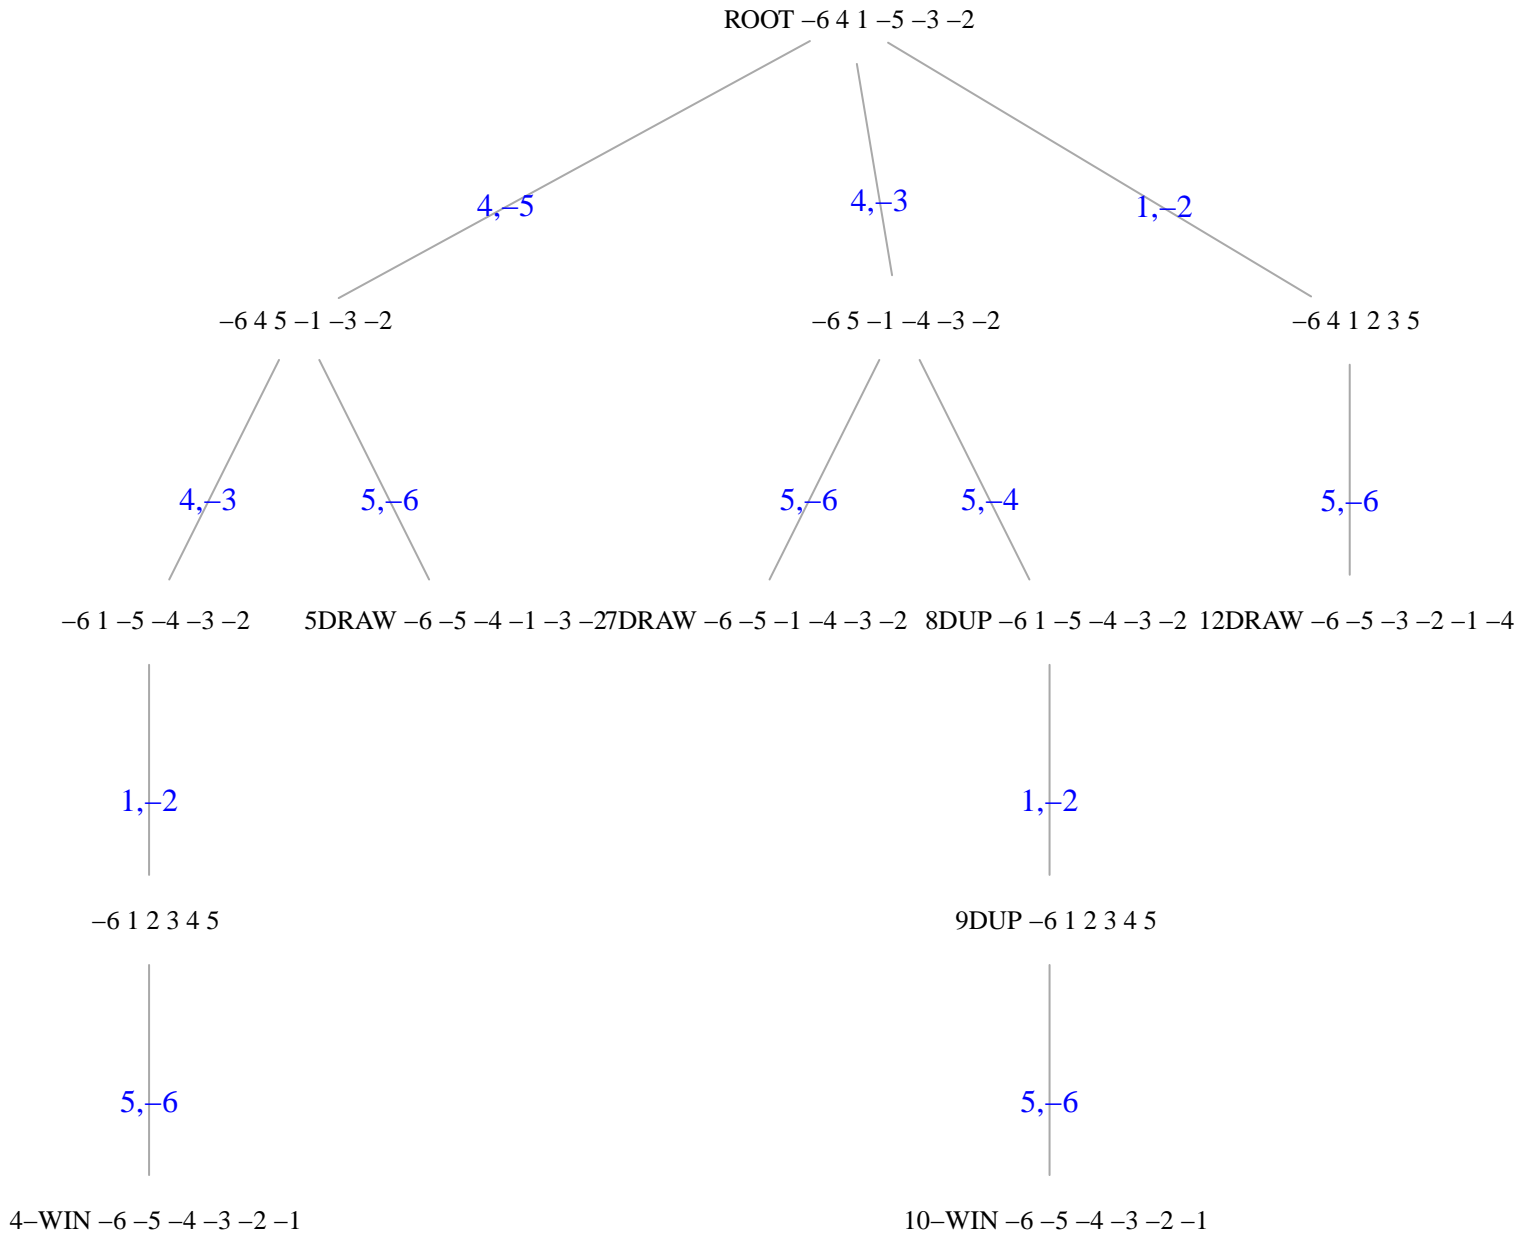 ROOT –6 4 1 –5 –3 –2
4,–5
4,–3
1,–2
–6 4 5 –1 –3 –2
–6 5 –1 –4 –3 –2
–6 4 1 2 3 5
4,–3
5,–6
5,–6
5,–4
5,–6
–6 1 –5 –4 –3 –2
5DRAW –6 –5 –4 –1 –3 –2
7DRAW –6 –5 –1 –4 –3 –2
8DUP –6 1 –5 –4 –3 –2
12DRAW –6 –5 –3 –2 –1 –4
1,–2
1,–2
–6 1 2 3 4 5
9DUP –6 1 2 3 4 5
5,–6
5,–6
4–WIN –6 –5 –4 –3 –2 –1
10–WIN –6 –5 –4 –3 –2 –1